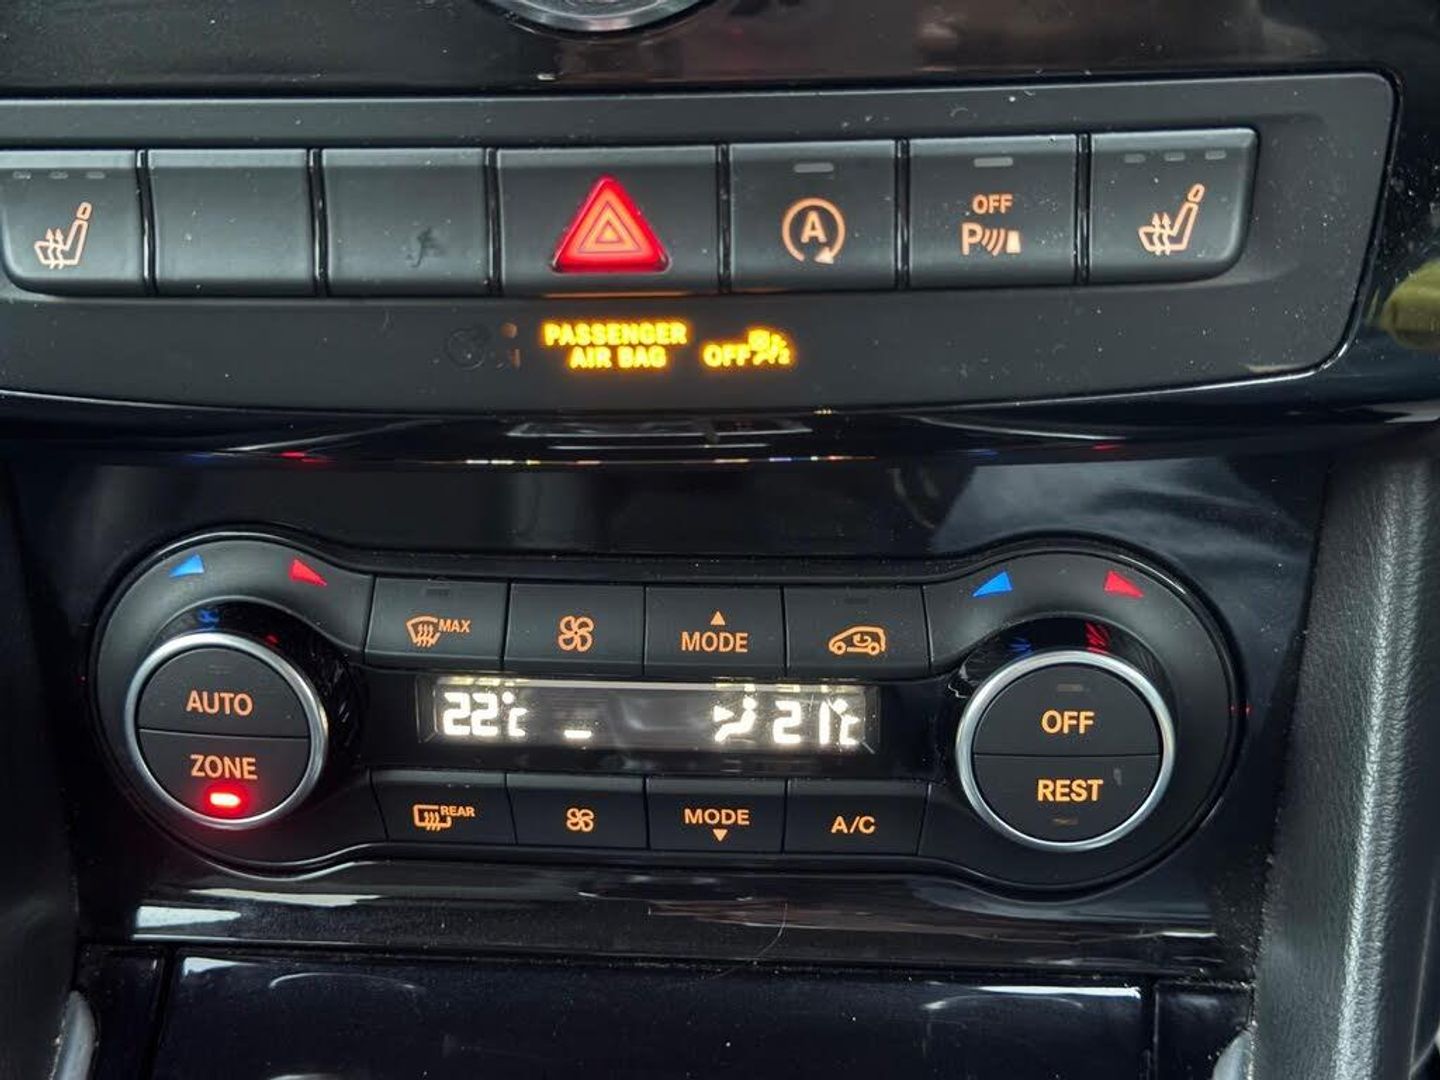 A
OFF
P
PASSENGER
AIR BAG OFF
MAX
MODE
AUTO
ZONE
22°C
21°C
OFF
REST
REAR
MODE
A/C